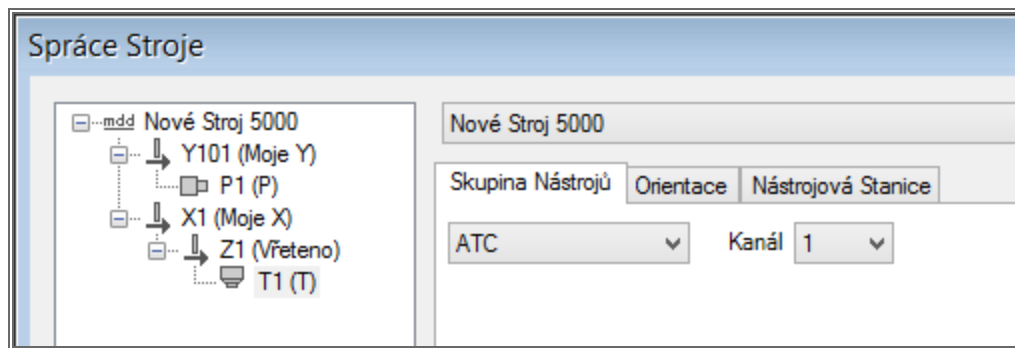 Spráce Stroje
mdd Nové Stroj 5000
Y101 (Moje Y)
P1 (P)
X1 (Moje X)
Z1 (Vřeteno)
T1 (T)
Nové Stroj 5000
Skupina Nástrojů Orientace Nástrojová Stanice
ATC Kanál 1